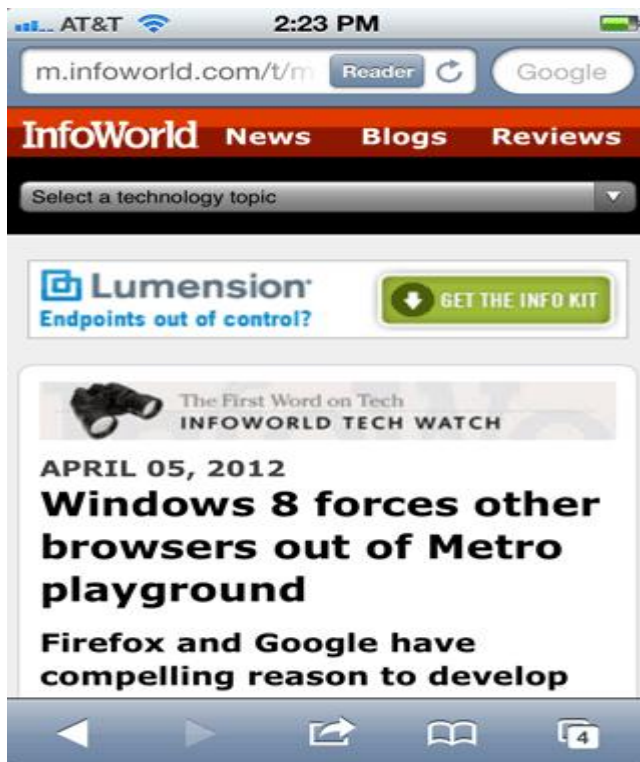 AT&T 2:23 PM
m.infoworld.com/t/m Reader Google
InfoWorld News Blogs Reviews
Select a technology topic
Lumension
Endpoints out of control?
GET THE INFO KIT
The First Word on Tech
INFOWORLD TECH WATCH
APRIL 05, 2012
Windows 8 forces other
browsers out of Metro
playground
Firefox and Google have
compelling reason to develop
4